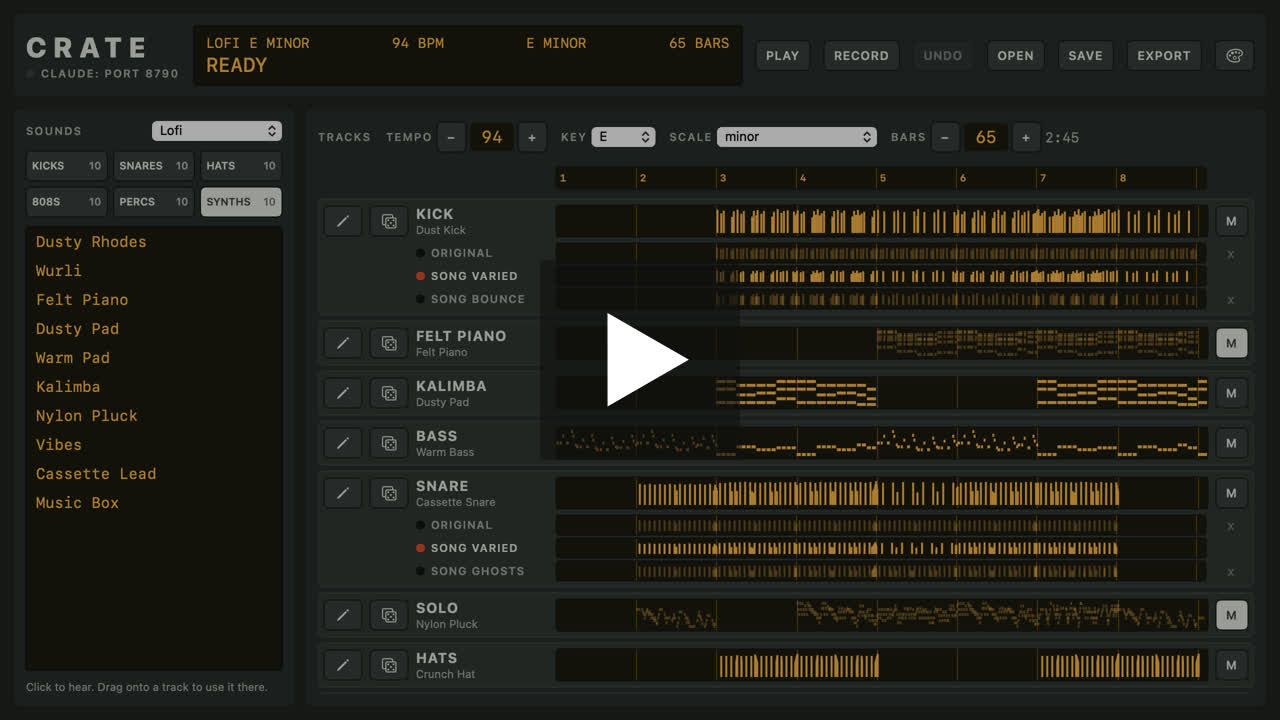 CRATE
CLAUDE: PORT 8790
LOFI E MINOR 94 BPM E MINOR 65 BARS
READY
PLAY RECORD UNDO OPEN SAVE EXPORT
SOUNDS Lofi
KICKS 10 SNARES 10 HATS 10
808S 10 PERCS 10 SYNTHS 10
Dusty Rhodes
Wurli
Felt Piano
Dusty Pad
Warm Pad
Kalimba
Nylon Pluck
Vibes
Cassette Lead
Music Box
Click to hear. Drag onto a track to use it there.
TRACKS TEMPO - 94 + KEY E SCALE minor BARS - 65 + 2:45
1 2 3 4 5 6 7 8
KICK M
Dust Kick
ORIGINAL X
SONG VARIED
SONG BOUNCE X
FELT PIANO M
Felt Piano
KALIMBA M
Dusty Pad
BASS M
Warm Bass
SNARE M
Cassette Snare
ORIGINAL X
SONG VARIED
SONG GHOSTS X
SOLO M
Nylon Pluck
HATS M
Crunch Hat